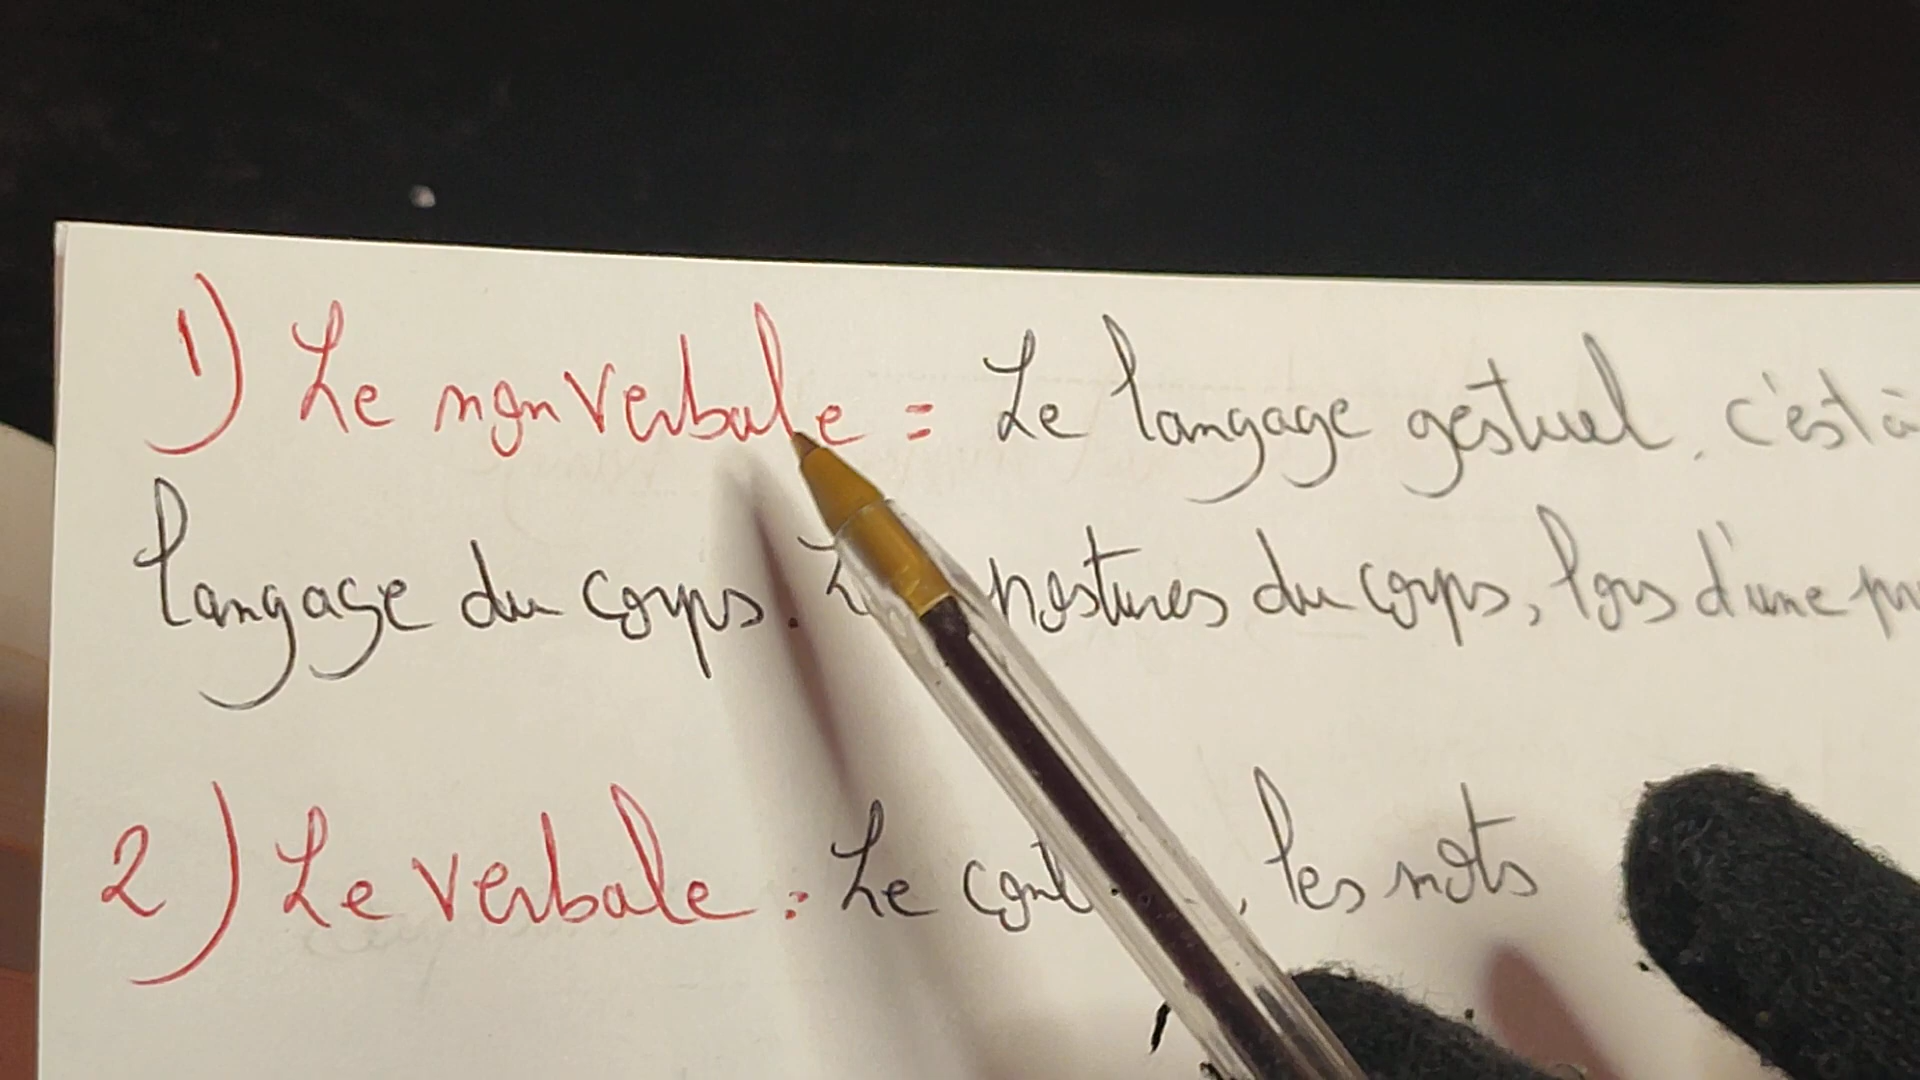 1) Le non verbale = Le langage gestuel, c'est à
langage du corps. postures du corps, lors d'une
2) Le verbale : Le , les mots